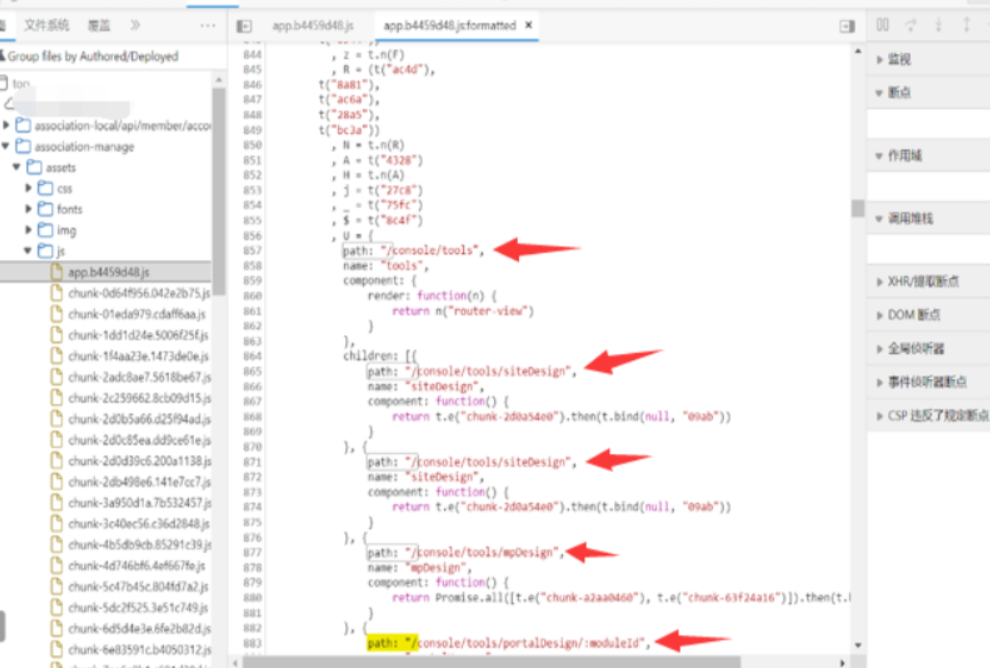 文件系统 覆盖
Group files by Authored/Deployed
top
association-local/api/member/acco
association-manage
assets
css
fonts
img
js
app.b4459d48.js
chunk-0d64f956.042e2b75.js
chunk-01eda979.cdaff6aa.js
chunk-1dd1d24e.5006f25f.js
chunk-1f4aa23e.1473de0e.js
chunk-2adc8ae7.5618be67.js
chunk-2c259662.8cb09d15.js
chunk-2d0b5a66.d25f94ad.js
chunk-2d0c85ea.dd9ce61e.js
chunk-2d0d39c6.200a1138.js
chunk-2db498e6.141e7cc7.js
chunk-3a950d1a.7b532457.js
chunk-3c40ec56.c36d2848.js
chunk-4b5db9cb.85291c39.js
chunk-4d746bf6.4ef667fe.js
chunk-5c47b45c.804fd7a2.js
chunk-5dc2f525.3e51c749.js
chunk-6d5d4e3e.6fe2b82d.js
chunk-6e83591c.b4050312.js
app.b4459d48.js app.b4459d48.js:formatted ×
844 , z = t.n(F)
845 , R = (t("ac4d"),
846 t("8a81"),
847 t("ac6a"),
848 t("28a5"),
849 t("bc3a"))
850 , N = t.n(R)
851 , A = t("4328")
852 , H = t.n(A)
853 , j = t("27c8")
854 , _ = t("75fc")
855 , $ = t("8c4f")
856 , U = {
857 path: "/console/tools",
858 name: "tools",
859 component: {
860 render: function(n) {
861 return n("router-view")
862 }
863 },
864 children: [{
865 path: "/console/tools/siteDesign",
866 name: "siteDesign",
867 component: function() {
868 return t.e("chunk-2d0a54e0").then(t.bind(null, "09ab"))
869 }
870 }, {
871 path: "/console/tools/siteDesign",
872 name: "siteDesign",
873 component: function() {
874 return t.e("chunk-2d0a54e0").then(t.bind(null, "09ab"))
875 }
876 }, {
877 path: "/console/tools/mpDesign",
878 name: "mpDesign",
879 component: function() {
880 return Promise.all([t.e("chunk-a2aa0460"), t.e("chunk-63f24a16")]).then(t.
881 }
882 }, {
883 path: "/console/tools/portalDesign/:moduleId",
监视
断点
作用域
调用堆栈
XHR/提取断点
DOM 断点
全局侦听器
事件侦听器断点
CSP 违反了规定断点